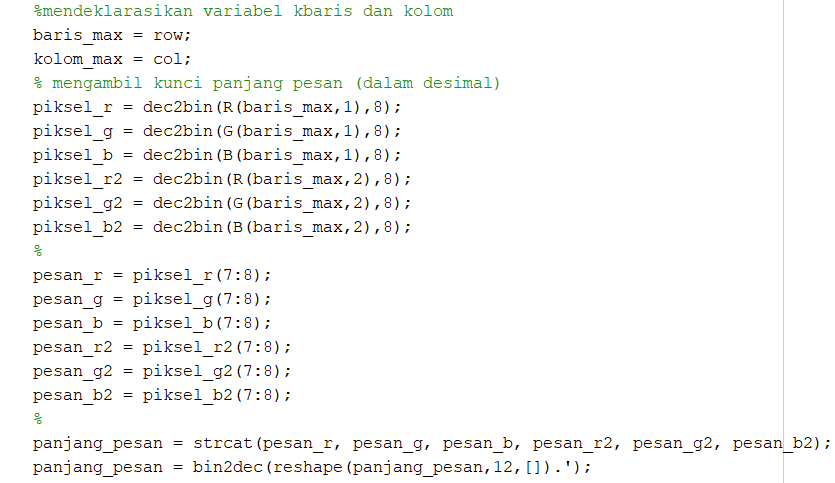 %mendeklarasikan variabel kbaris dan kolom
baris_max = row;
kolom_max = col;
% mengambil kunci panjang pesan (dalam desimal)
piksel_r = dec2bin(R(baris_max,1),8);
piksel_g = dec2bin(G(baris_max,1),8);
piksel_b = dec2bin(B(baris_max,1),8);
piksel_r2 = dec2bin(R(baris_max,2),8);
piksel_g2 = dec2bin(G(baris_max,2),8);
piksel_b2 = dec2bin(B(baris_max,2),8);
%
pesan_r = piksel_r(7:8);
pesan_g = piksel_g(7:8);
pesan_b = piksel_b(7:8);
pesan_r2 = piksel_r2(7:8);
pesan_g2 = piksel_g2(7:8);
pesan_b2 = piksel_b2(7:8);
%
panjang_pesan = strcat(pesan_r, pesan_g, pesan_b, pesan_r2, pesan_g2, pesan_b2);
panjang_pesan = bin2dec(reshape(panjang_pesan,12,[]).');